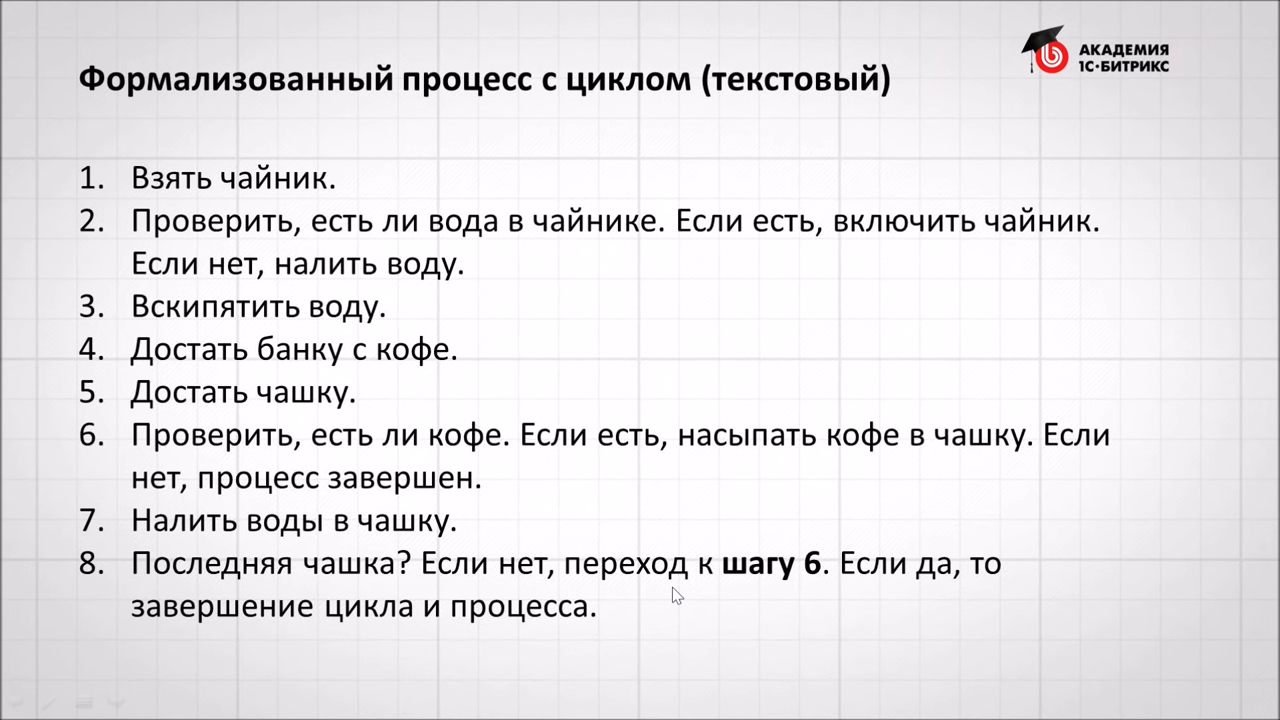 АКАДЕМИЯ
1С-БИТРИКС
Формализованный процесс с циклом (текстовый)
1. Взять чайник.
2. Проверить, есть ли вода в чайнике. Если есть, включить чайник.
Если нет, налить воду.
3. Вскипятить воду.
4. Достать банку с кофе.
5. Достать чашку.
6. Проверить, есть ли кофе. Если есть, насыпать кофе в чашку. Если
нет, процесс завершен.
7. Налить воды в чашку.
8. Последняя чашка? Если нет, переход к шагу 6. Если да, то
завершение цикла и процесса.